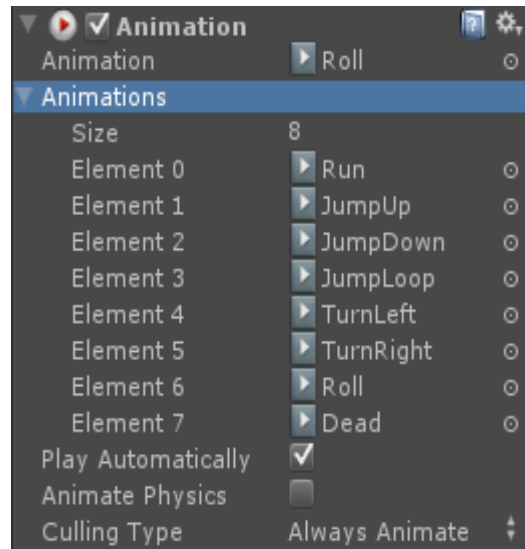 Animation
Animation Roll
Animations
Size 8
Element 0 Run
Element 1 JumpUp
Element 2 JumpDown
Element 3 JumpLoop
Element 4 TurnLeft
Element 5 TurnRight
Element 6 Roll
Element 7 Dead
Play Automatically
Animate Physics
Culling Type Always Animate